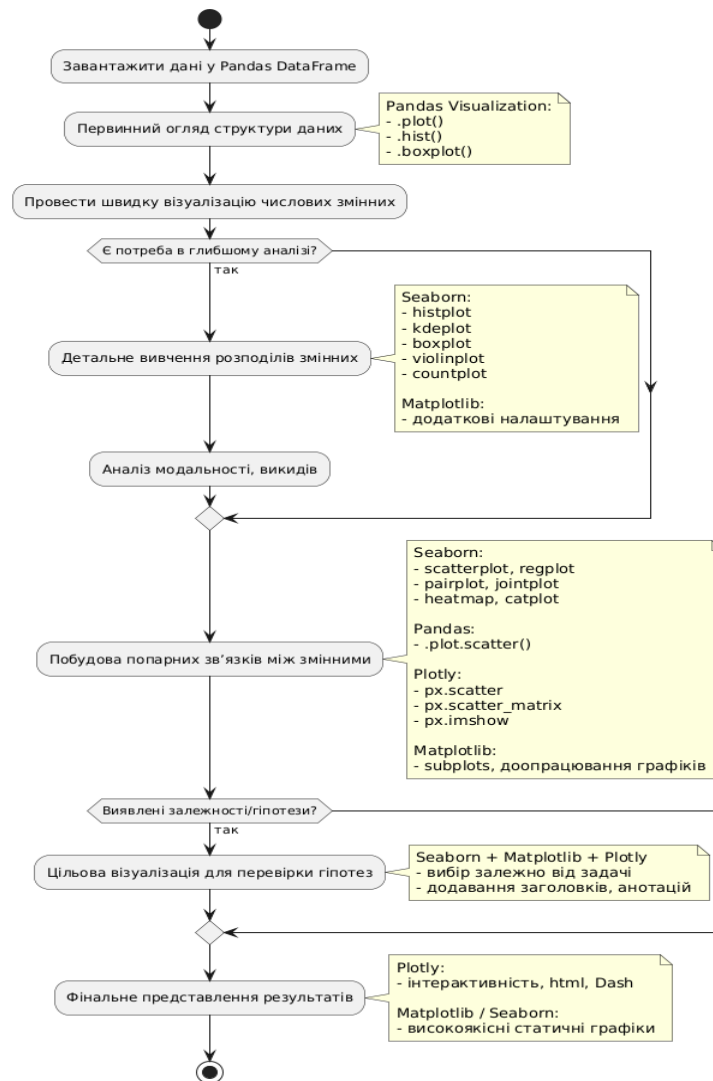 Завантажити дані у Pandas DataFrame
Первинний огляд структури даних
Pandas Visualization:
- .plot()
- .hist()
- .boxplot()
Провести швидку візуалізацію числових змінних
Є потреба в глибшому аналізі?
так
Детальне вивчення розподілів змінних
Seaborn:
- histplot
- kdeplot
- boxplot
- violinplot
- countplot
Matplotlib:
- додаткові налаштування
Аналіз модальності, викидів
Побудова попарних зв’язків між змінними
Seaborn:
- scatterplot, regplot
- pairplot, jointplot
- heatmap, catplot
Pandas:
- .plot.scatter()
Plotly:
- px.scatter
- px.scatter_matrix
- px.imshow
Matplotlib:
- subplots, доопрацювання графіків
Виявлені залежності/гіпотези?
так
Цільова візуалізація для перевірки гіпотез
Seaborn + Matplotlib + Plotly
- вибір залежно від задачі
- додавання заголовків, анотацій
Фінальне представлення результатів
Plotly:
- інтерактивність, html, Dash
Matplotlib / Seaborn:
- високоякісні статичні графіки